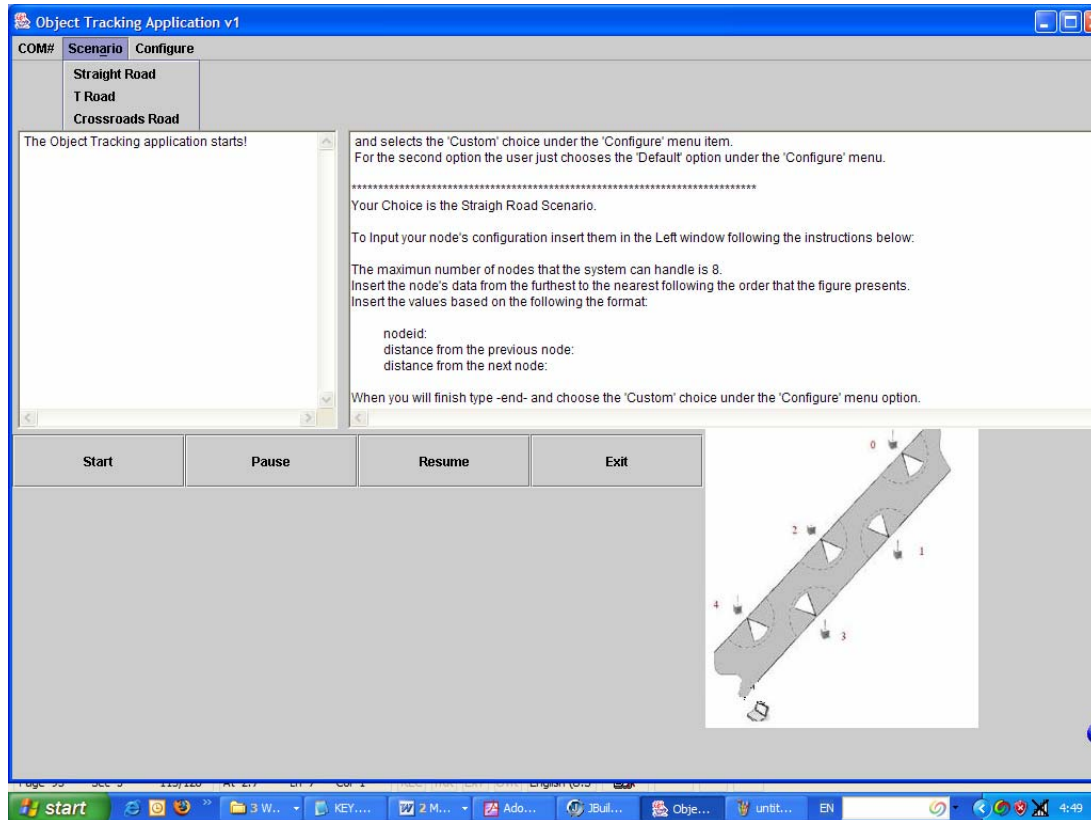 Object Tracking Application v1
COM# Scenario Configure
Straight Road
T Road
Crossroads Road
The Object Tracking application starts!
and selects the 'Custom' choice under the 'Configure' menu item.
For the second option the user just chooses the 'Default' option under the 'Configure' menu.
*****************************************************************************
Your Choice is the Straigh Road Scenario.
To Input your node's configuration insert them in the Left window following the instructions below:
The maximun number of nodes that the system can handle is 8.
Insert the node's data from the furthest to the nearest following the order that the figure presents.
Insert the values based on the following the format:
nodeid:
distance from the previous node:
distance from the next node:
When you will finish type -end- and choose the 'Custom' choice under the 'Configure' menu option.
Start Pause Resume Exit
0
2
1
4
3
start 3 W... KEY.... 2 M... Ado... JBuil... Obje... untit... EN 4:49